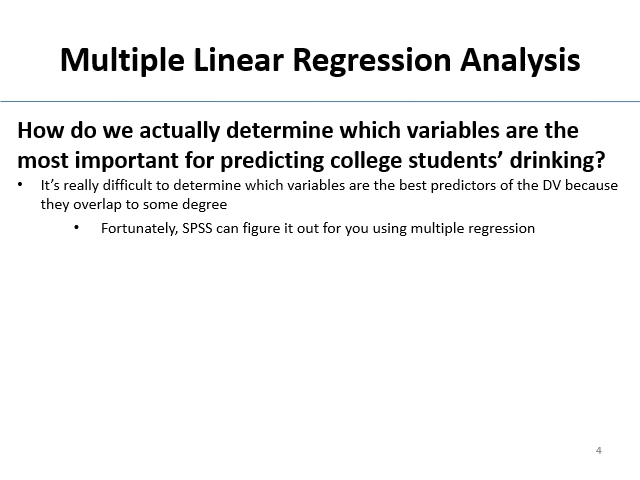 Multiple Linear Regression Analysis
How do we actually determine which variables are the
most important for predicting college students’ drinking?
• It’s really difficult to determine which variables are the best predictors of the DV because
they overlap to some degree
• Fortunately, SPSS can figure it out for you using multiple regression
4